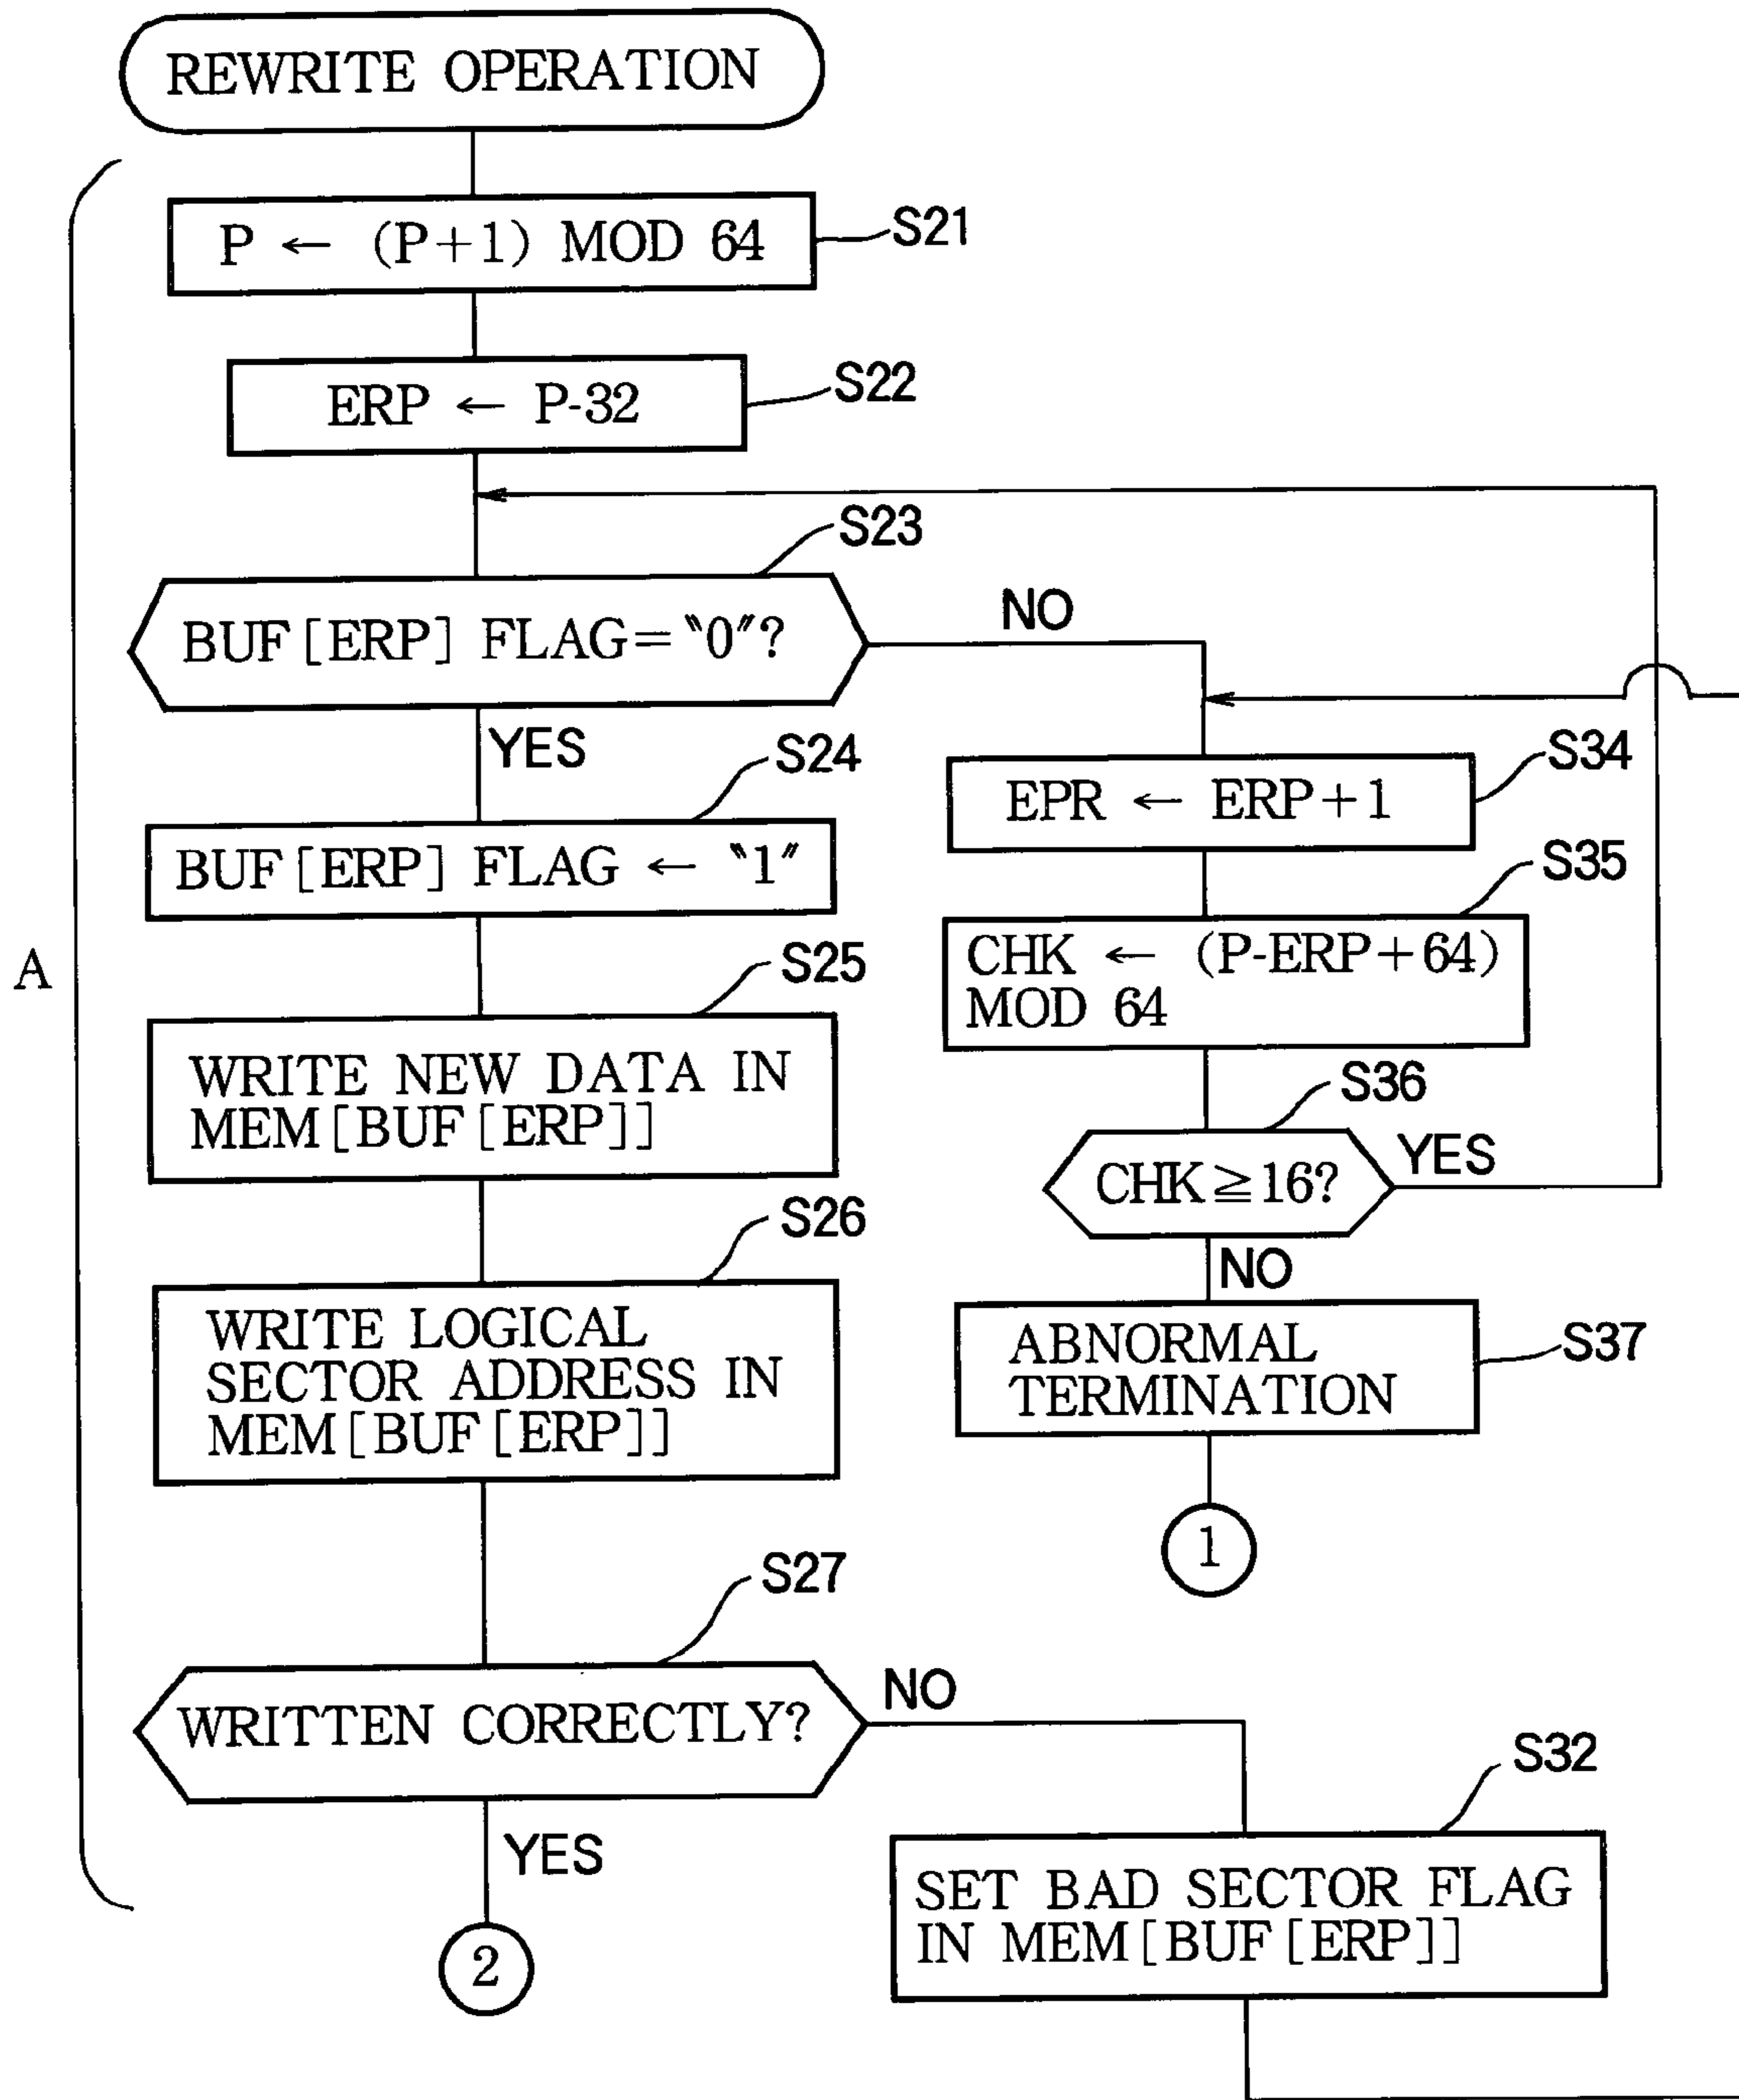 REWRITE OPERATION
P ← (P+1) MOD 64
S21
ERP ← P-32
S22
S23
BUF[ERP] FLAG=“0”?
NO
YES
S24
BUF[ERP] FLAG ← “1”
S34
EPR ← ERP+1
S35
CHK ← (P-ERP+64)
MOD 64
A
S25
WRITE NEW DATA IN
MEM[BUF[ERP]]
S36
CHK≧16?
YES
NO
S26
WRITE LOGICAL
SECTOR ADDRESS IN
MEM[BUF[ERP]]
ABNORMAL
TERMINATION
S37
1
S27
WRITTEN CORRECTLY?
NO
YES
2
S32
SET BAD SECTOR FLAG
IN MEM[BUF[ERP]]